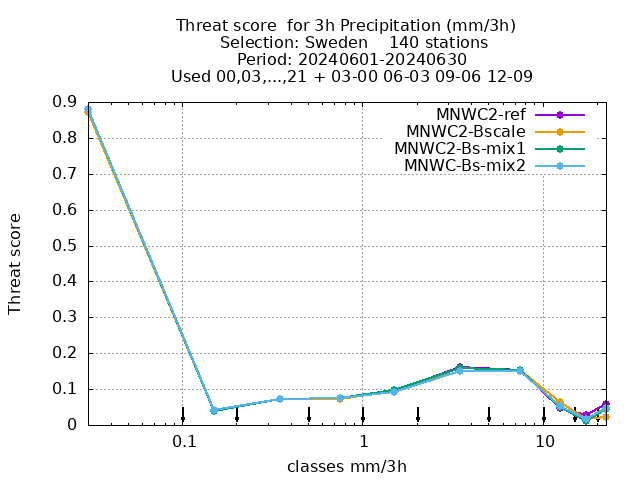 Threat score  for 3h Precipitation (mm/3h)
Selection: Sweden    140 stations
Period: 20240601-20240630
Used 00,03,...,21 + 03-00 06-03 09-06 12-09
MNWC2-ref
MNWC2-Bscale
MNWC2-Bs-mix1
MNWC-Bs-mix2
Threat score
0.9
0.8
0.7
0.6
0.5
0.4
0.3
0.2
0.1
0
0.1 1 10
classes mm/3h